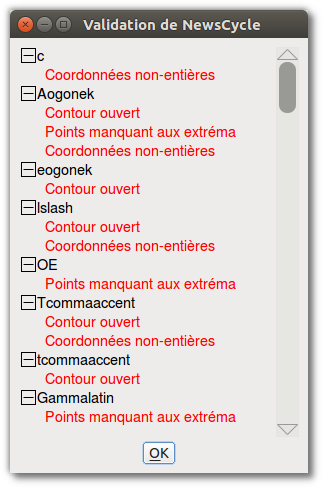 Validation de NewsCycle
c
Coordonnées non-entières
Aogonek
Contour ouvert
Points manquant aux extréma
Coordonnées non-entières
eogonek
Contour ouvert
lslash
Contour ouvert
Coordonnées non-entières
OE
Points manquant aux extréma
Tcommaaccent
Contour ouvert
Coordonnées non-entières
tcommaaccent
Contour ouvert
Gammalatin
Points manquant aux extréma
OK